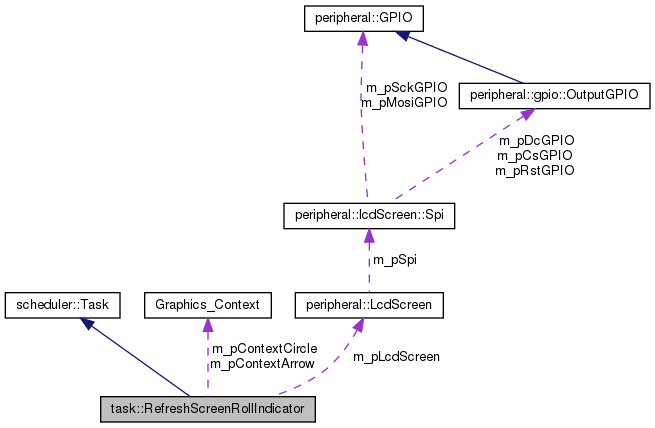 peripheral::GPIO
m_pSckGPIO
m_pMosiGPIO
peripheral::gpio::OutputGPIO
m_pDcGPIO
m_pCsGPIO
m_pRstGPIO
peripheral::lcdScreen::Spi
m_pSpi
scheduler::Task
Graphics_Context
peripheral::LcdScreen
m_pContextCircle
m_pContextArrow
m_pLcdScreen
task::RefreshScreenRollIndicator